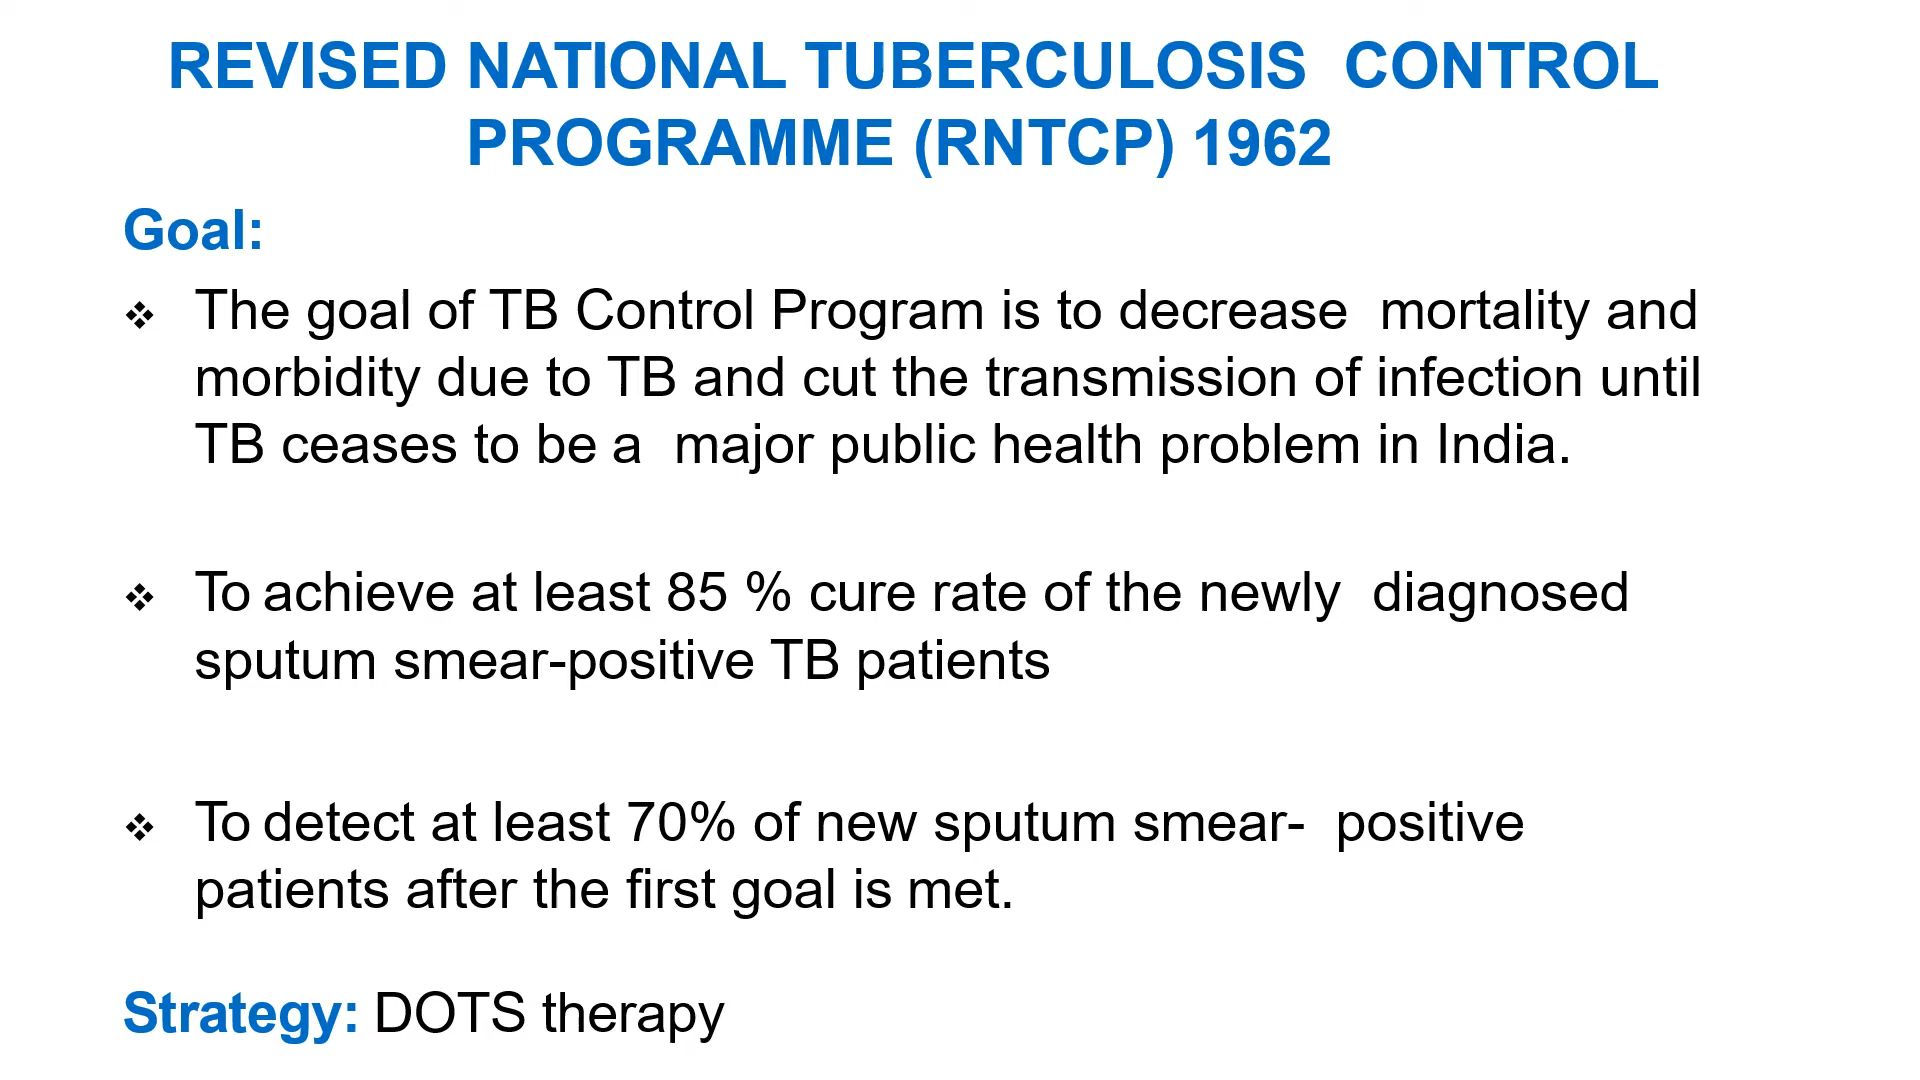 REVISED NATIONAL TUBERCULOSIS CONTROL
PROGRAMME (RNTCP) 1962
Goal:
❖ The goal of TB Control Program is to decrease mortality and
morbidity due to TB and cut the transmission of infection until
TB ceases to be a major public health problem in India.
❖ To achieve at least 85 % cure rate of the newly diagnosed
sputum smear-positive TB patients
❖ To detect at least 70% of new sputum smear- positive
patients after the first goal is met.
Strategy: DOTS therapy